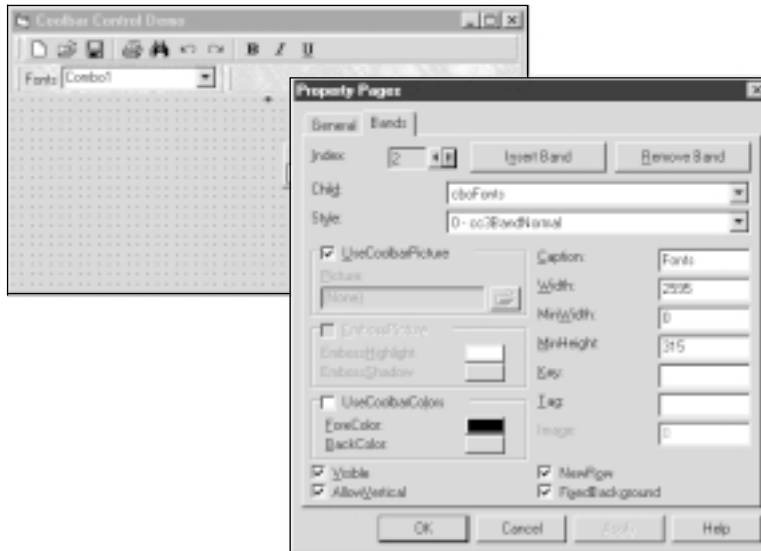 Coolbar Control Demo
B I U
Fonts Combo1
Property Pages
General Bands
Index: 2 Insert Band Remove Band
Child: cboFonts
Style: 0 - cc3BandNormal
UseCoolbarPicture
Picture:
(None)
EmbossPicture
EmbossHighlight
EmbossShadow
UseCoolbarColors
ForeColor:
BackColor:
Caption: Fonts
Width:
MinWidth: 0
MinHeight: 315
Key:
Tag:
Image: 0
Visible NewRow
AllowVertical FixedBackground
OK Cancel Apply Help